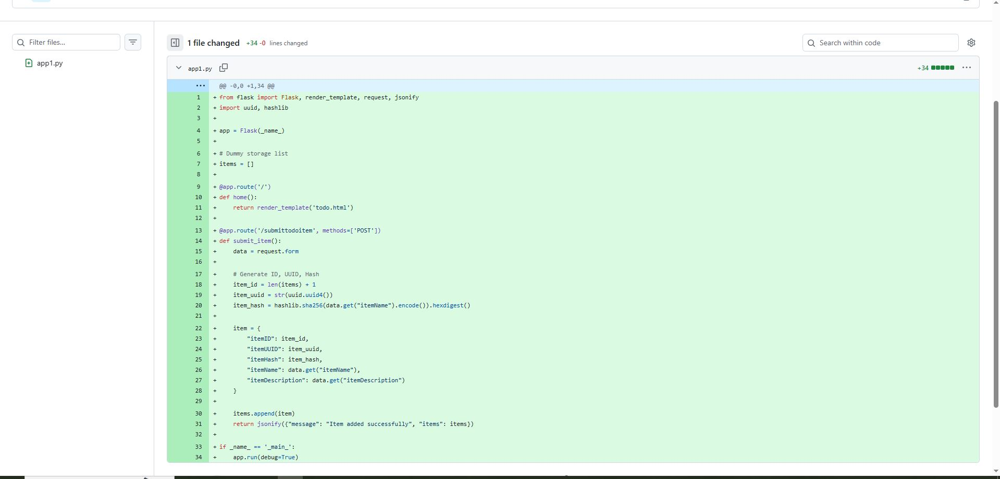 Filter files...
app1.py
1 file changed +34 -0 lines changed
Search within code
app1.py
+34
@@ -0,0 +1,34 @@
1 + from flask import Flask, render_template, request, jsonify
2 + import uuid, hashlib
3 +
4 + app = Flask(_name_)
5 +
6 + # Dummy storage list
7 + items = []
8 +
9 + @app.route('/')
10 + def home():
11 +     return render_template('todo.html')
12 +
13 + @app.route('/submittodoitem', methods=['POST'])
14 + def submit_item():
15 +     data = request.form
16 +
17 +     # Generate ID, UUID, Hash
18 +     item_id = len(items) + 1
19 +     item_uuid = str(uuid.uuid4())
20 +     item_hash = hashlib.sha256(data.get("itemName").encode()).hexdigest()
21 +
22 +     item = {
23 +         "itemID": item_id,
24 +         "itemUUID": item_uuid,
25 +         "itemHash": item_hash,
26 +         "itemName": data.get("itemName"),
27 +         "itemDescription": data.get("itemDescription")
28 +     }
29 +
30 +     items.append(item)
31 +     return jsonify({"message": "Item added successfully", "items": items})
32 +
33 + if _name_ == '_main_':
34 +     app.run(debug=True)